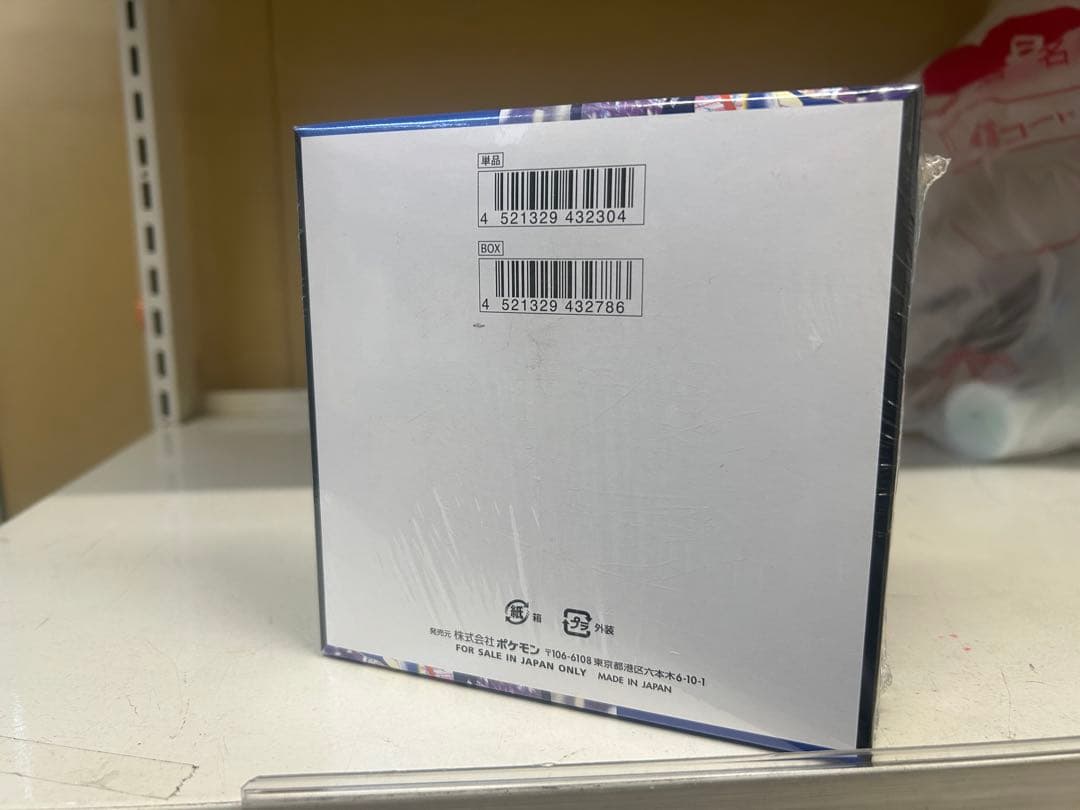 単品
4 521329 432304
BOX
4 521329 432786
紙 箱 プラ 外装
発売元 株式会社 ポケモン 〒106-6108 東京都港区六本木6-10-1
FOR SALE IN JAPAN ONLY MADE IN JAPAN